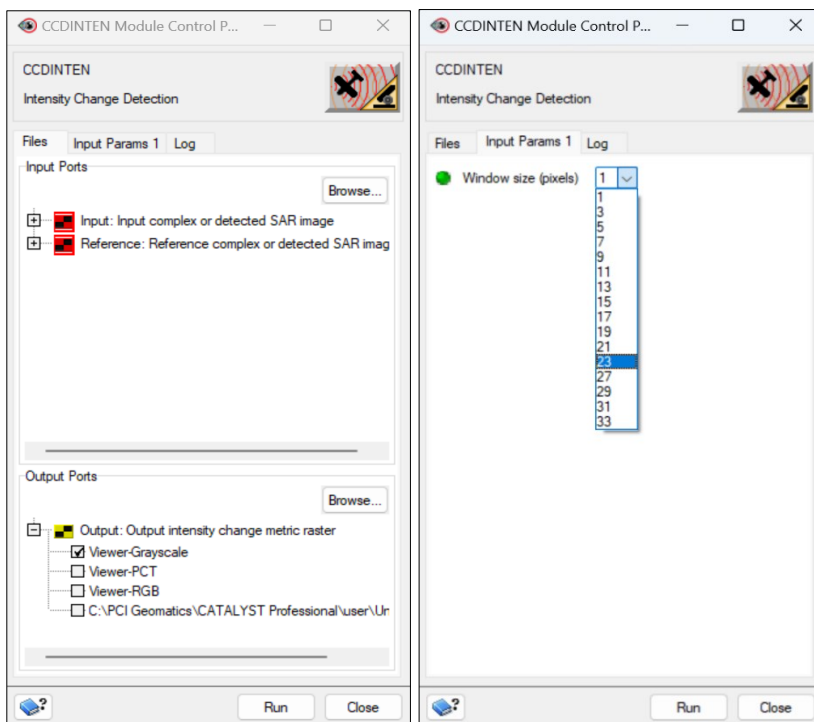 CCDINTEN Module Control P...
CCDINTEN
Intensity Change Detection
Files Input Params 1 Log
Input Ports
Browse...
Input: Input complex or detected SAR image
Reference: Reference complex or detected SAR imag
Output Ports
Browse...
Output: Output intensity change metric raster
Viewer-Grayscale
Viewer-PCT
Viewer-RGB
C:\PCI Geomatics\CATALYST Professional\user\Un
? Run Close
CCDINTEN Module Control P...
CCDINTEN
Intensity Change Detection
Files Input Params 1 Log
Window size (pixels) 1
1
3
5
7
9
11
13
15
17
19
21
23
27
29
31
33
? Run Close